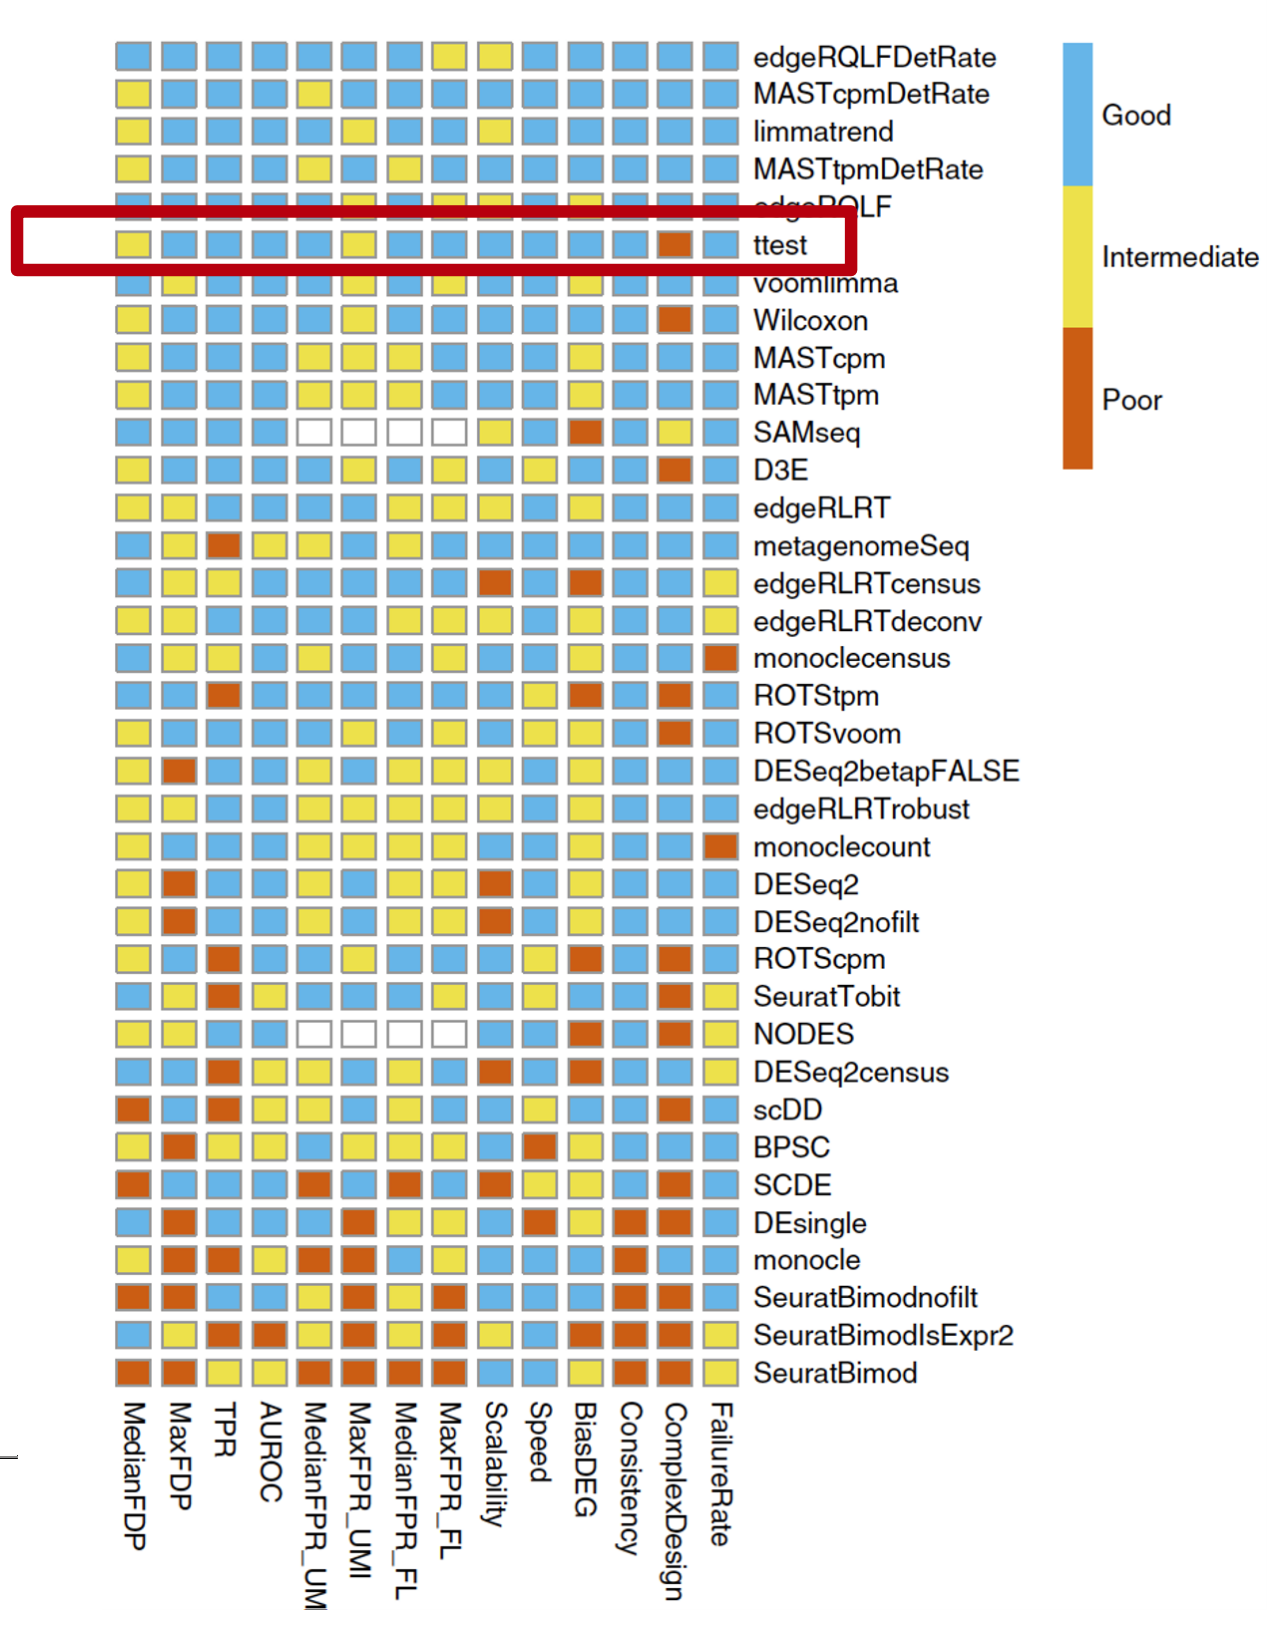 edgeRQLFDetRate
MASTcpmDetRate
limmatrend
MASTtpmDetRate
edgeRQLF
ttest
voomlimma
Wilcoxon
MASTcpm
MASTtpm
SAMseq
D3E
edgeRLRT
metagenomeSeq
edgeRLRTcensus
edgeRLRTdeconv
monoclecensus
ROTStpm
ROTSvoom
DESeq2betapFALSE
edgeRLRTrobust
monoclecount
DESeq2
DESeq2nofilt
ROTScpm
SeuratTobit
NODES
DESeq2census
scDD
BPSC
SCDE
DEsingle
monocle
SeuratBimodnofilt
SeuratBimodIsExpr2
SeuratBimod
Good
Intermediate
Poor
MedianFDP
MaxFDP
TPR
AUROC
MedianFPR_UM
MaxFPR_UMI
MedianFPR_FL
MaxFPR_FL
Scalability
Speed
BiasDEG
Consistency
ComplexDesign
FailureRate